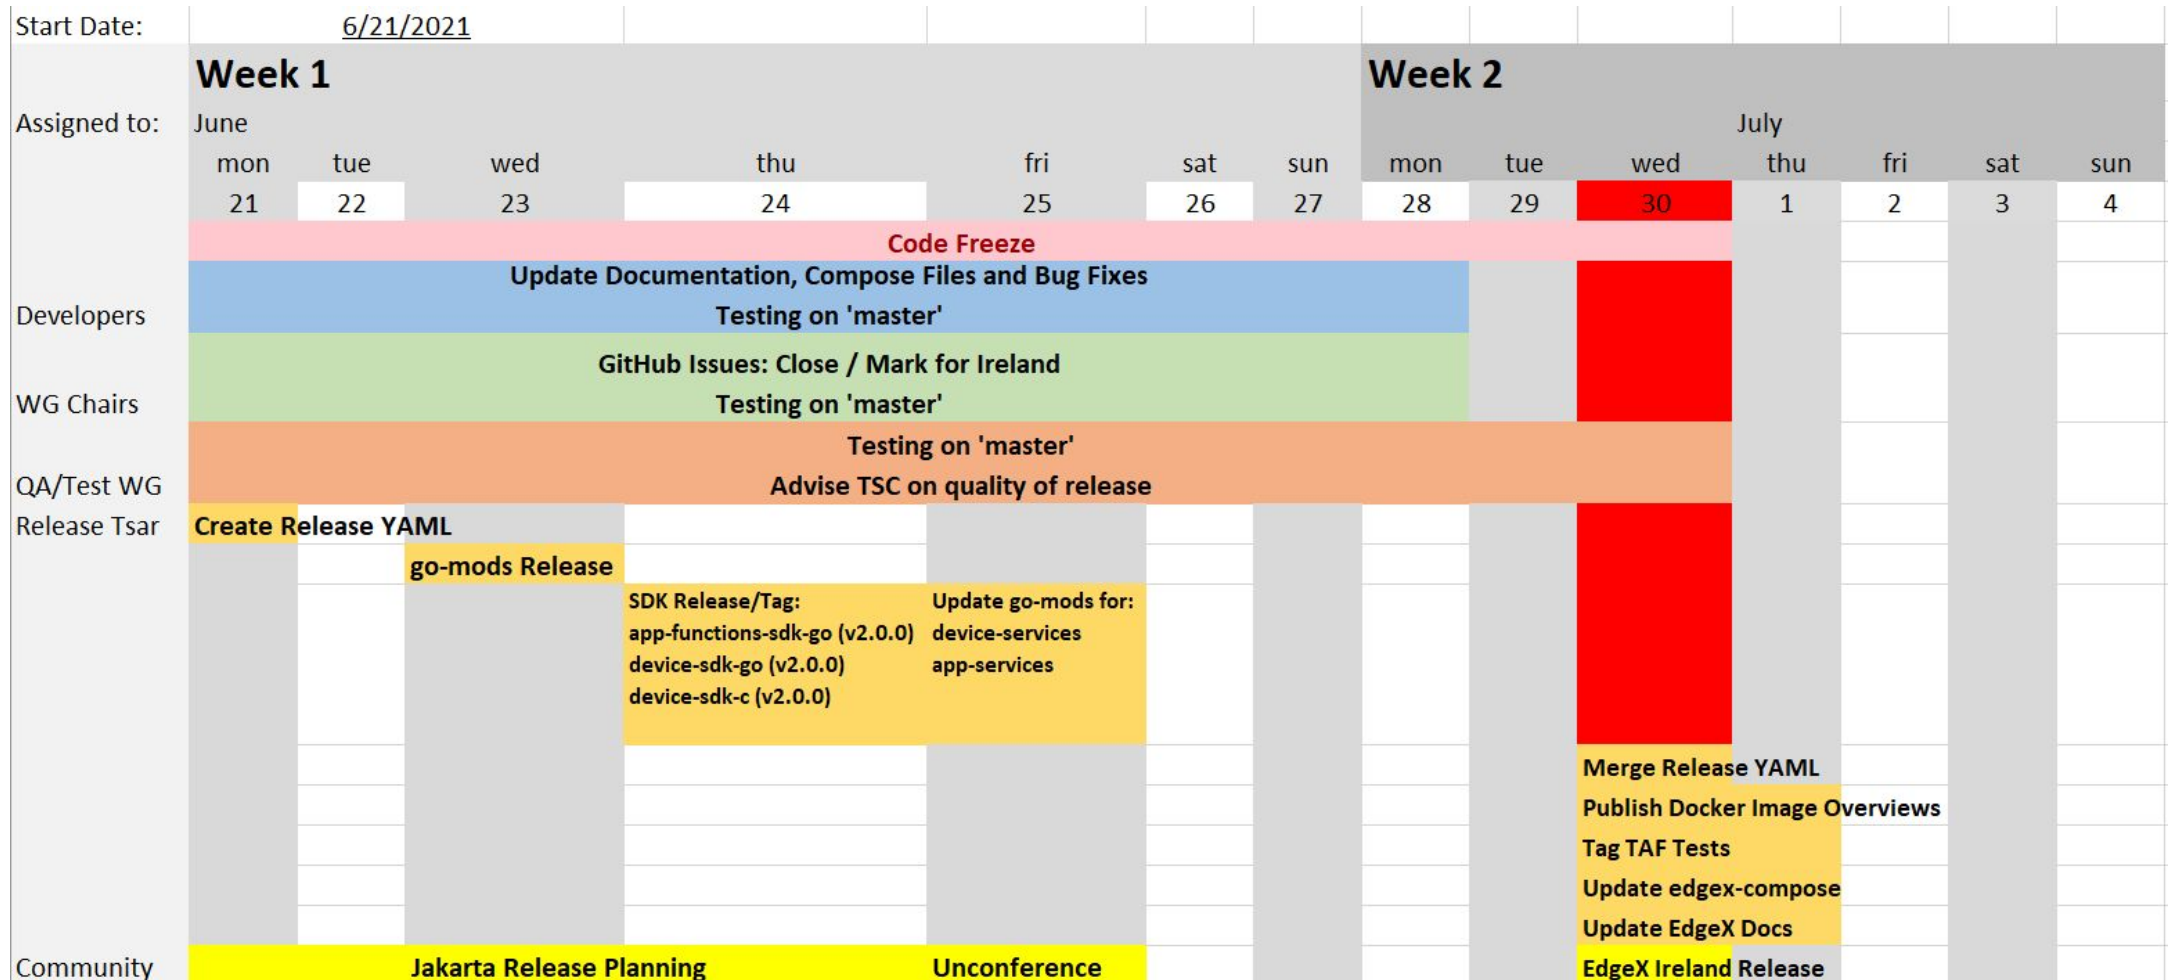 Start Date: 6/21/2021
Week 1 Week 2
Assigned to: June July
mon tue wed thu fri sat sun mon tue wed thu fri sat sun
21 22 23 24 25 26 27 28 29 30 1 2 3 4
Code Freeze
Update Documentation, Compose Files and Bug Fixes
Developers Testing on 'master'
GitHub Issues: Close / Mark for Ireland
WG Chairs Testing on 'master'
Testing on 'master'
QA/Test WG Advise TSC on quality of release
Release Tsar Create Release YAML
go-mods Release
SDK Release/Tag: Update go-mods for:
app-functions-sdk-go (v2.0.0) device-services
device-sdk-go (v2.0.0) app-services
device-sdk-c (v2.0.0)
Merge Release YAML
Publish Docker Image Overviews
Tag TAF Tests
Update edgex-compose
Update EdgeX Docs
Community Jakarta Release Planning Unconference EdgeX Ireland Release